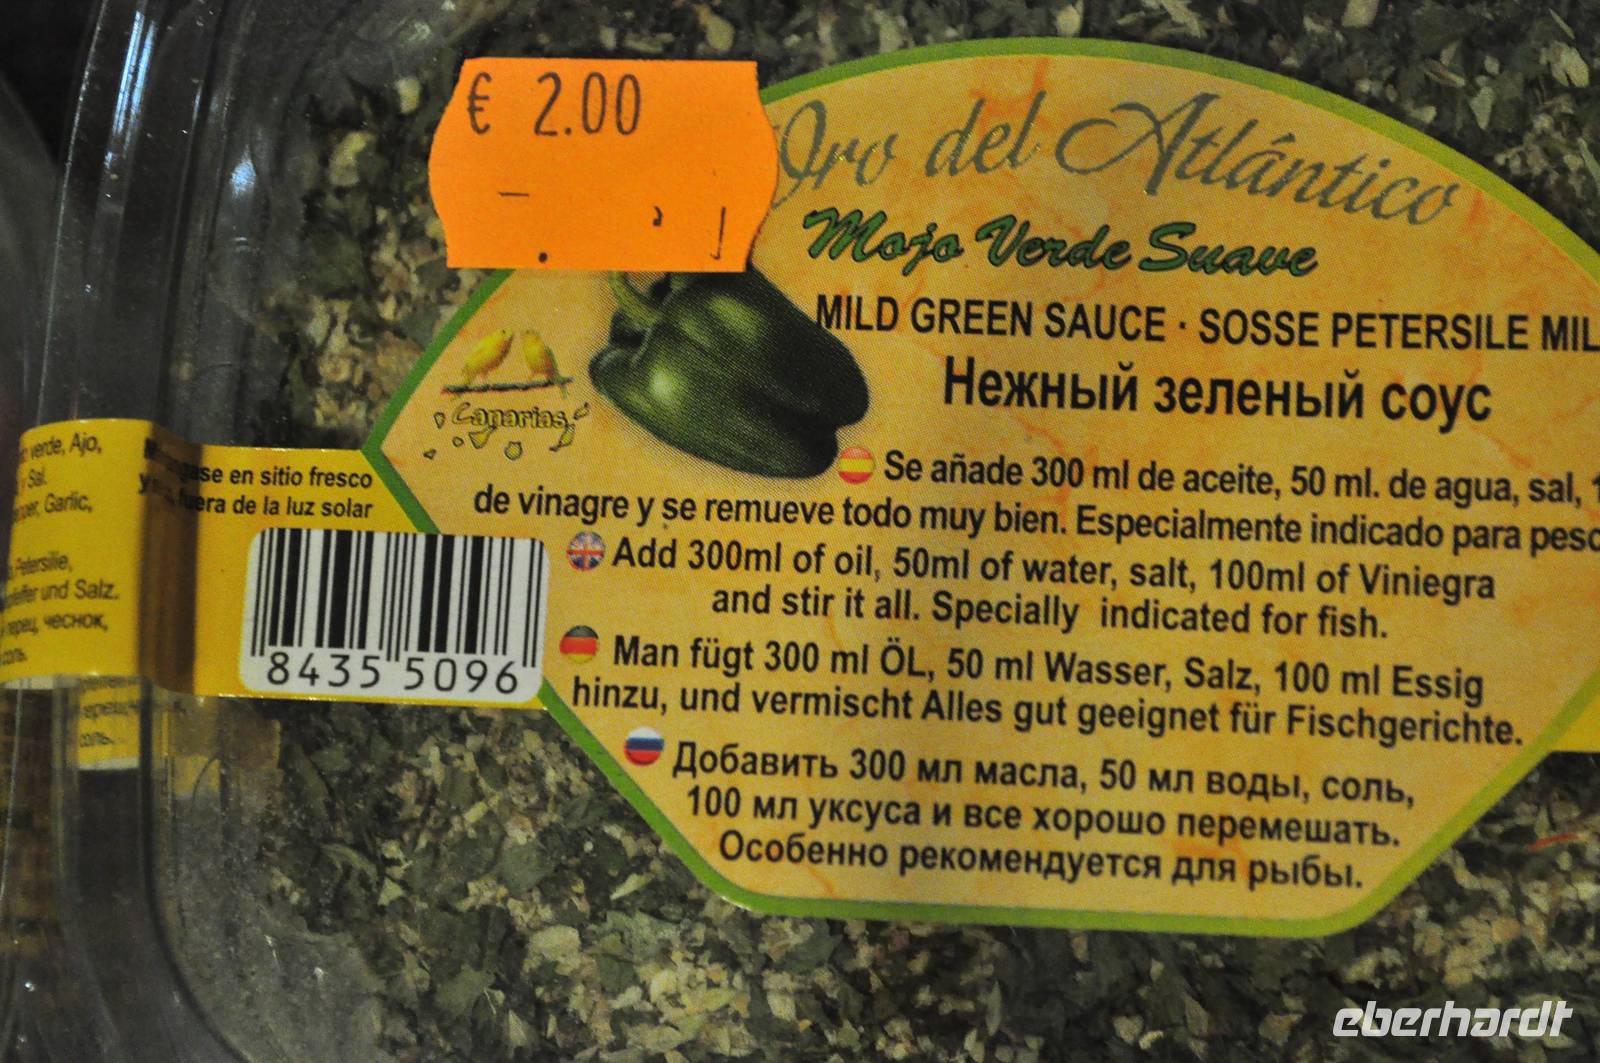 € 2.00
Oro del Atlántico
Mojo Verde Suave
MILD GREEN SAUCE · SOSSE PETERSILE MIL
Нежный зеленый соус
Canarias
Se añade 300 ml de aceite, 50 ml. de agua, sal, 1
de vinagre y se remueve todo muy bien. Especialmente indicado para pesc
Add 300ml of oil, 50ml of water, salt, 100ml of Viniegra
and stir it all. Specially indicated for fish.
Man fügt 300 ml ÖL, 50 ml Wasser, Salz, 100 ml Essig
hinzu, und vermischt Alles gut geeignet für Fischgerichte.
Добавить 300 мл масла, 50 мл воды, соль,
100 мл уксуса и все хорошо перемешать.
Особенно рекомендуется для рыбы.
en sitio fresco
fuera de la luz solar
8435 5096
verde, Ajo,
y Sal.
Garlic,
Petersilie,
und Salz.
чеснок,
соль.
eberhardt